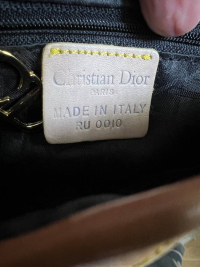 Christian Dior
PARIS
MADE IN ITALY
RU 0010